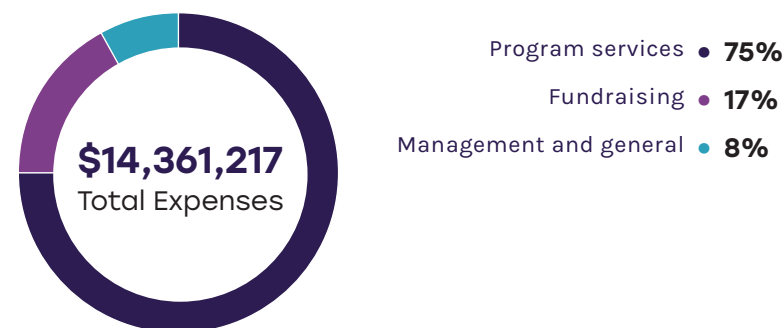 $14,361,217
Total Expenses
Program services 75%
Fundraising 17%
Management and general 8%